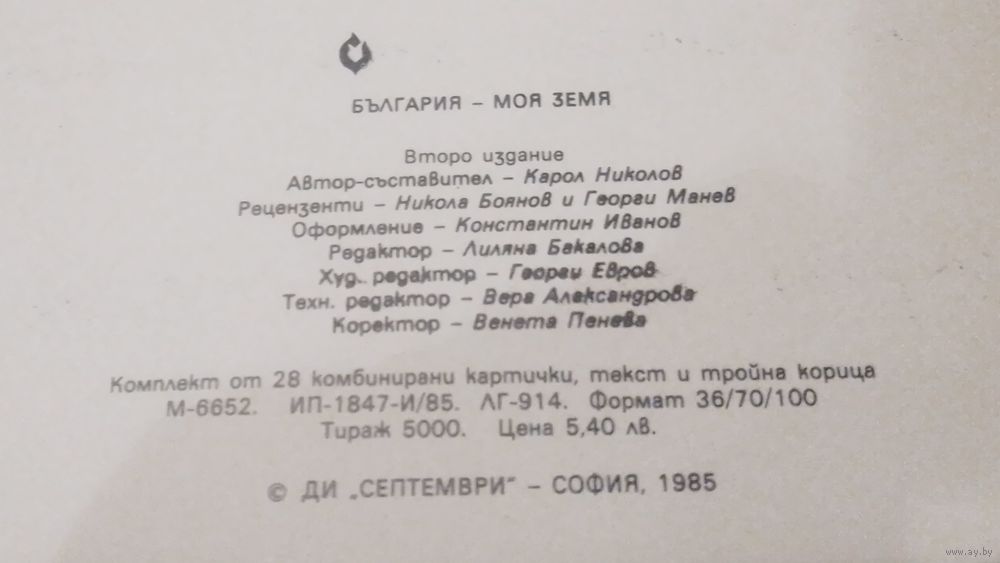 БЪЛГАРИЯ – МОЯ ЗЕМЯ
Второ издание
Автор-съставител – Карол Николов
Рецензенти – Никола Боянов и Георги Манев
Оформление – Константин Иванов
Редактор – Лиляна Бакалова
Худ. редактор – Георги Евров
Техн. редактор – Вера Александрова
Коректор – Венета Пенева
Комплект от 28 комбинирани картички, текст и тройна корица
М-6652. ИП-1847-И/85. ЛГ-914. Формат 36/70/100
Тираж 5000. Цена 5,40 лв.
© ДИ „СЕПТЕМВРИ" – СОФИЯ, 1985
www.ay.by